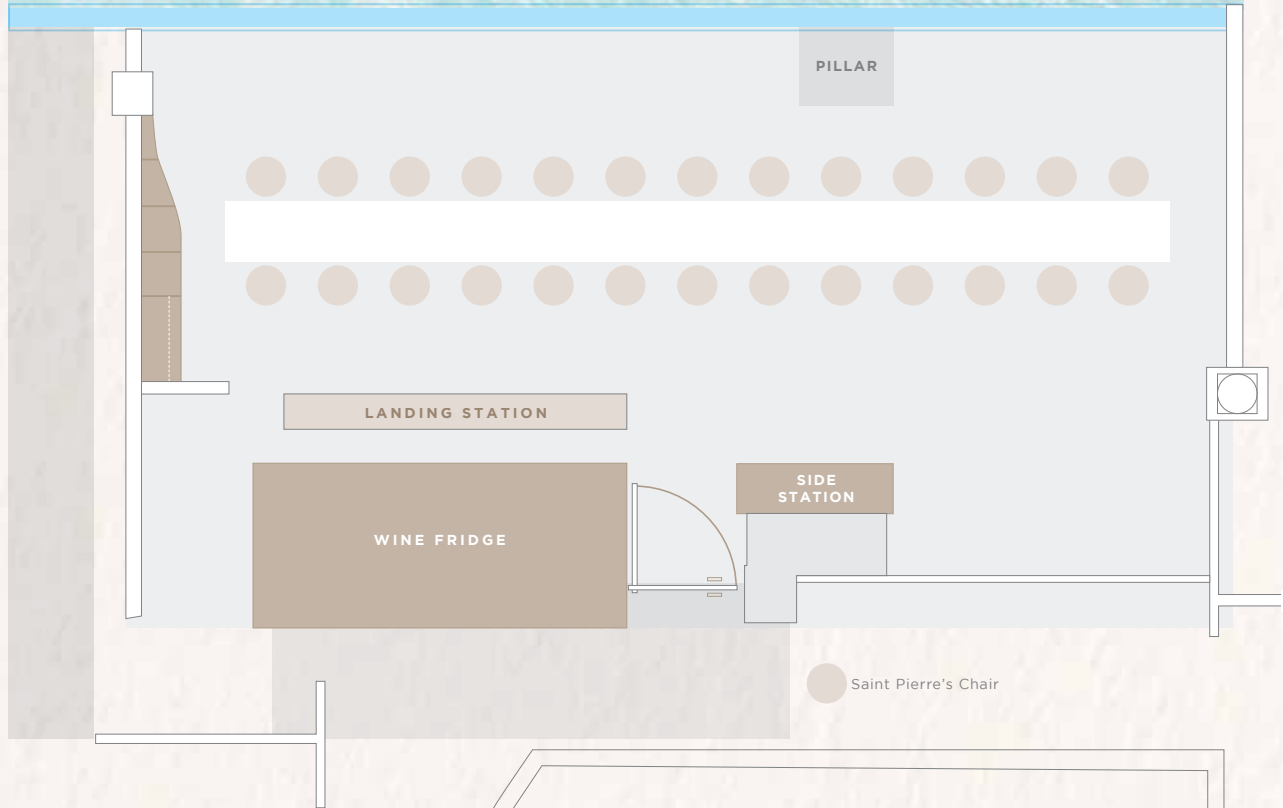 PILLAR
LANDING STATION
SIDE
STATION
WINE FRIDGE
Saint Pierre's Chair